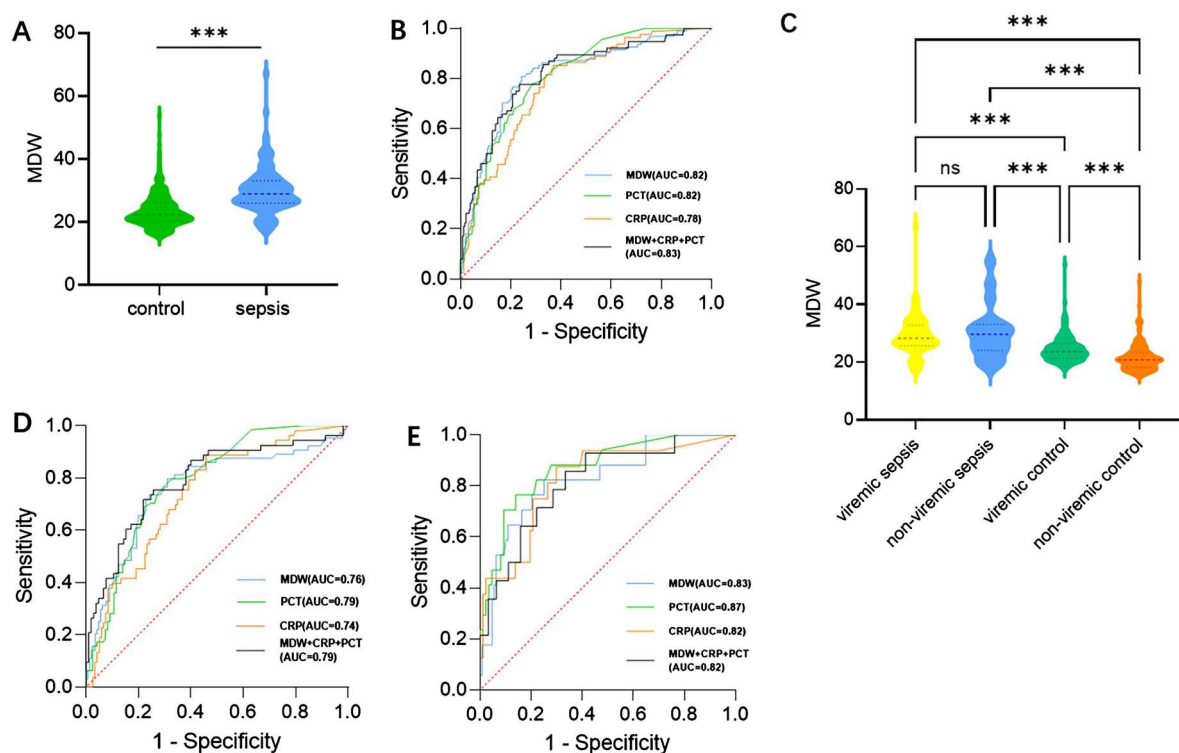 A
***
80
60
40
20
0
MDW
control
sepsis
B
1.0
0.8
0.6
0.4
0.2
0.0
Sensitivity
MDW(AUC=0.82)
PCT(AUC=0.82)
CRP(AUC=0.78)
MDW+CRP+PCT
(AUC=0.83)
0.0 0.2 0.4 0.6 0.8 1.0
1 - Specificity
C
***
***
***
ns *** ***
80
60
40
20
0
MDW
viremic sepsis
non-viremic sepsis
viremic control
non-viremic control
D
1.0
0.8
0.6
0.4
0.2
0.0
Sensitivity
MDW(AUC=0.76)
PCT(AUC=0.79)
CRP(AUC=0.74)
MDW+CRP+PCT
(AUC=0.79)
0.0 0.2 0.4 0.6 0.8 1.0
1 - Specificity
E
1.0
0.8
0.6
0.4
0.2
0.0
Sensitivity
MDW(AUC=0.83)
PCT(AUC=0.87)
CRP(AUC=0.82)
MDW+CRP+PCT
(AUC=0.82)
0.0 0.2 0.4 0.6 0.8 1.0
1 - Specificity